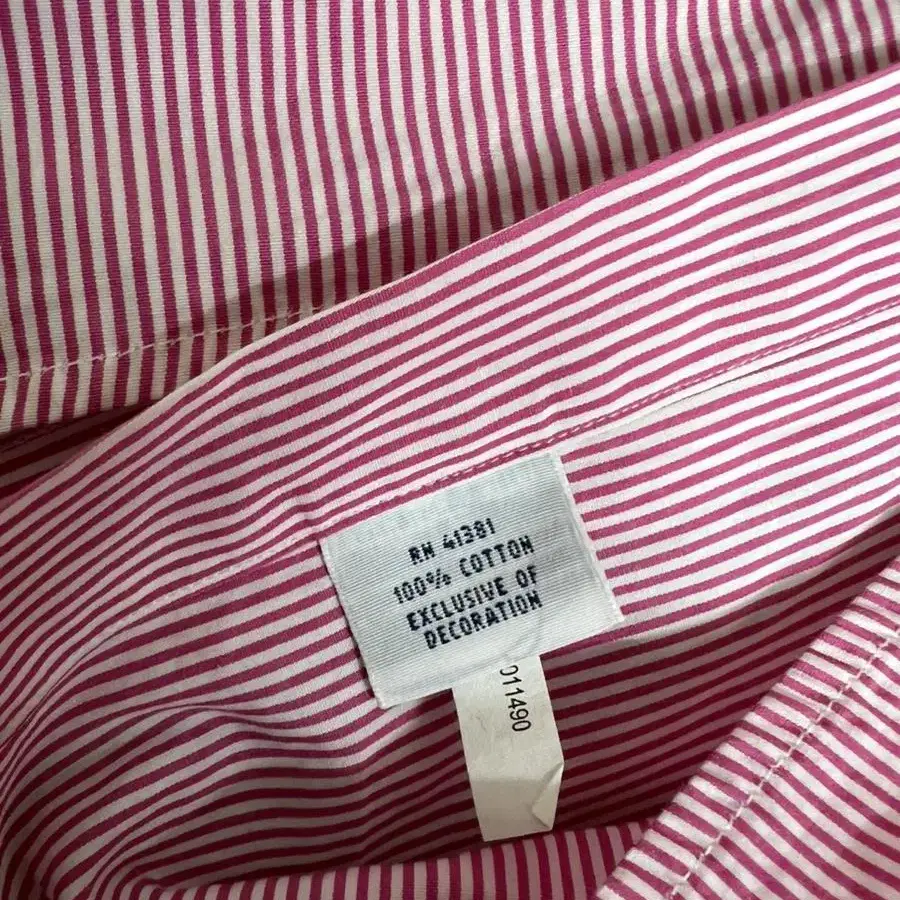 RN 41381
100% COTTON
EXCLUSIVE OF
DECORATION
011490